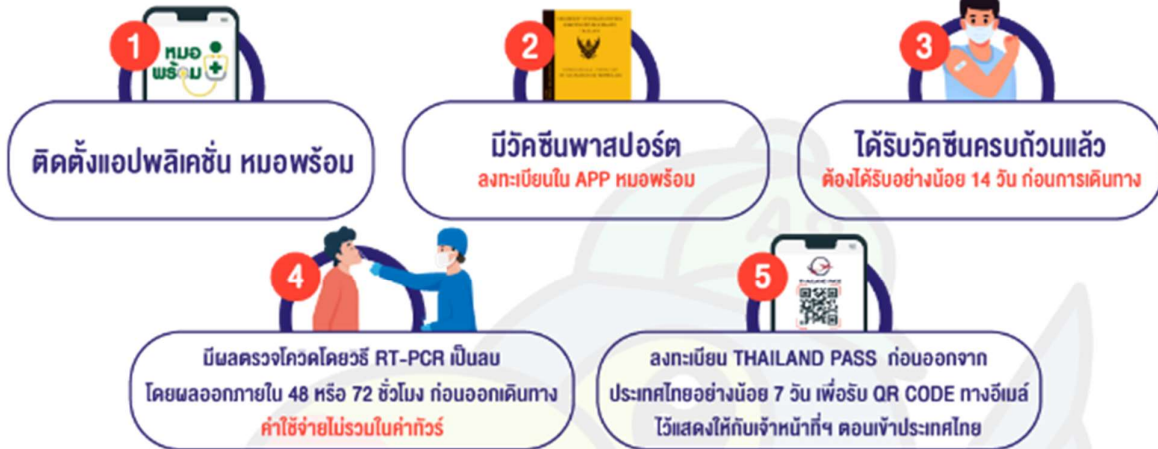 1
หมอ
พร้อม
ติดตั้งแอปพลิเคชั่น หมอพร้อม
2
มีวัคซีนพาสปอร์ต
ลงทะเบียนใน APP หมอพร้อม
3
ได้รับวัคซีนครบถ้วนแล้ว
ต้องได้รับอย่างน้อย 14 วัน ก่อนการเดินทาง
4
มีผลตรวจโควิดโดยวิธี RT-PCR เป็นลบ
โดยผลออกภายใน 48 หรือ 72 ชั่วโมง ก่อนออกเดินทาง
ค่าใช้จ่ายไม่รวมในค่าทัวร์
5
THAILAND PASS
ลงทะเบียน THAILAND PASS ก่อนออกจาก
ประเทศไทยอย่างน้อย 7 วัน เพื่อรับ QR CODE ทางอีเมล์
ไว้แสดงให้กับเจ้าหน้าที่ฯ ตอนเข้าประเทศไทย